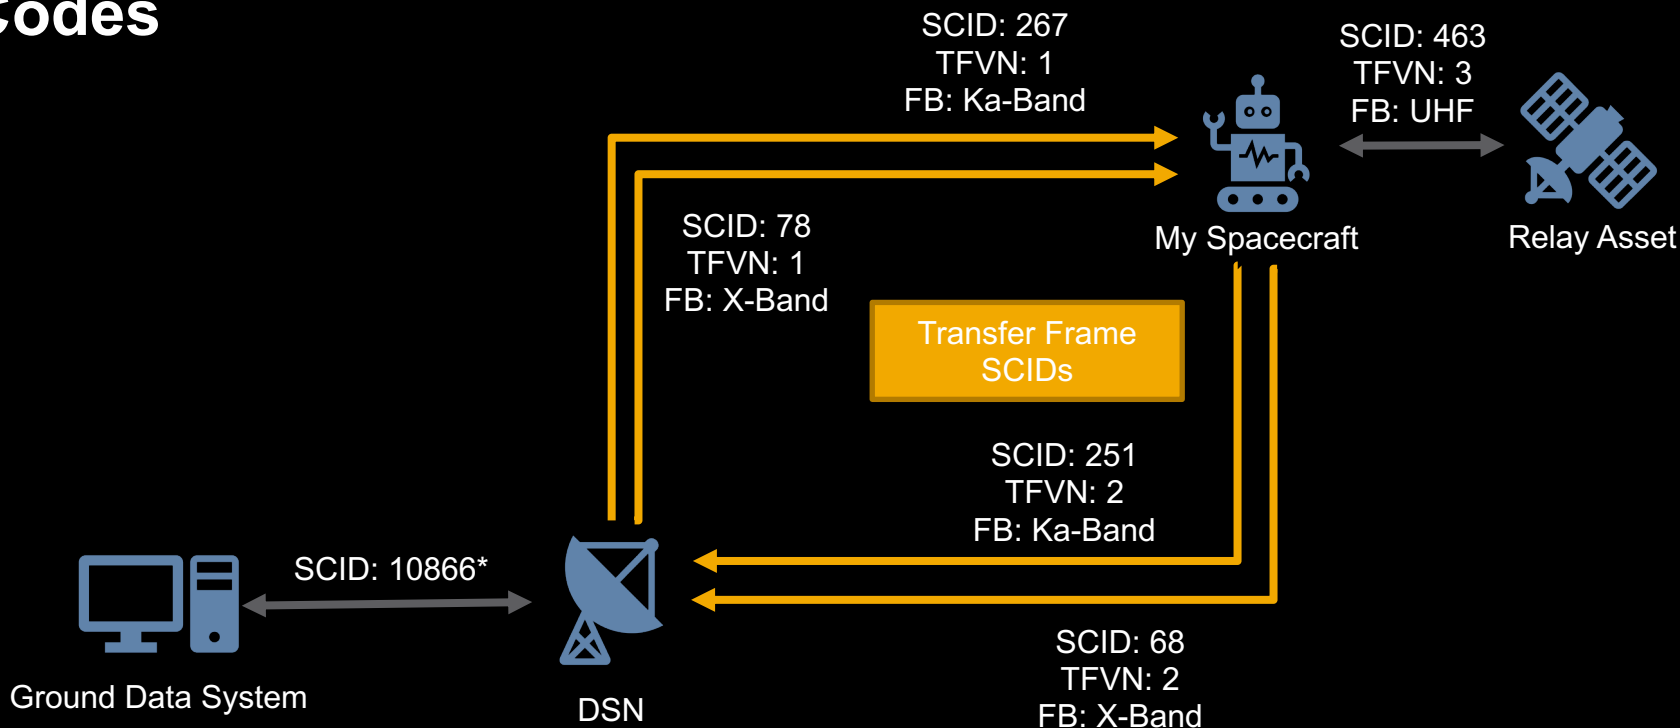 Codes
SCID: 267
TFVN: 1
FB: Ka-Band
SCID: 463
TFVN: 3
FB: UHF
My Spacecraft
Relay Asset
SCID: 78
TFVN: 1
FB: X-Band
Transfer Frame
SCIDs
SCID: 251
TFVN: 2
FB: Ka-Band
SCID: 10866*
Ground Data System
DSN
SCID: 68
TFVN: 2
FB: X-Band